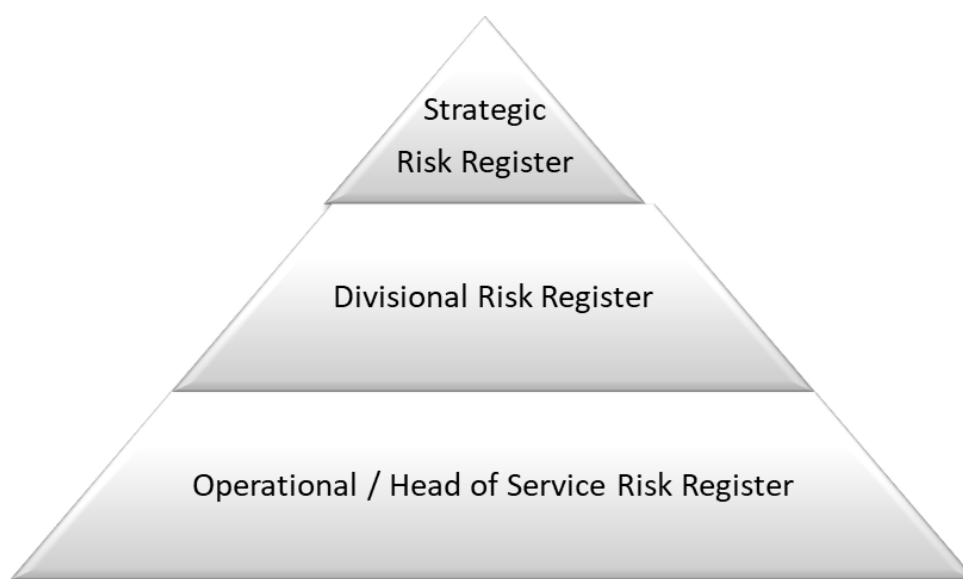 Strategic
Risk Register
Divisional Risk Register
Operational / Head of Service Risk Register